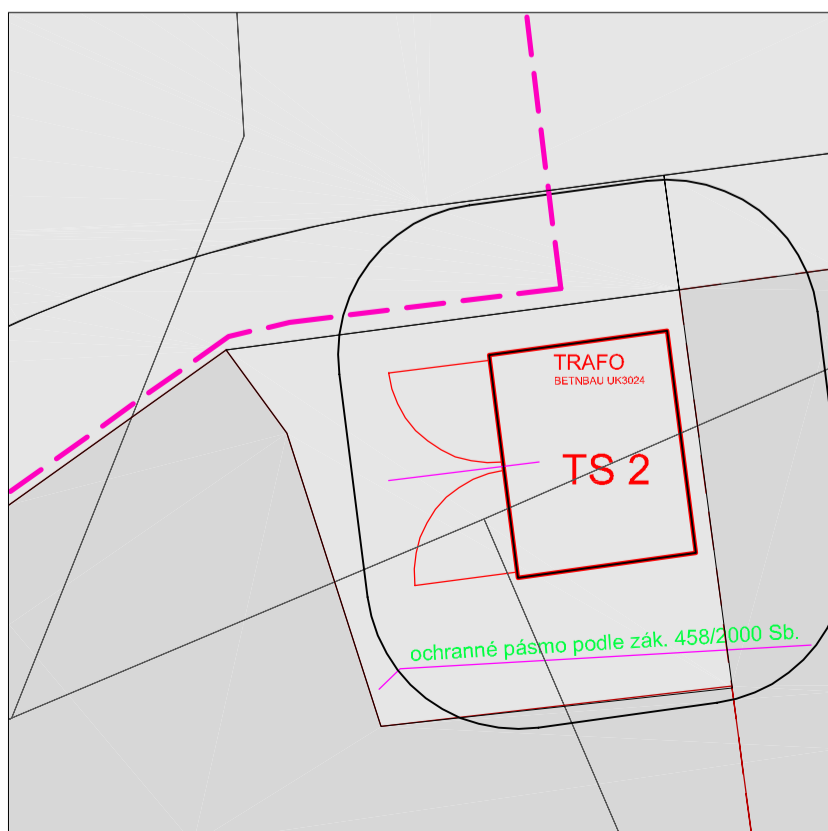 TRAFO
BETNBAU UK3024
TS 2
ochranné pásmo podle zák. 458/2000 Sb.